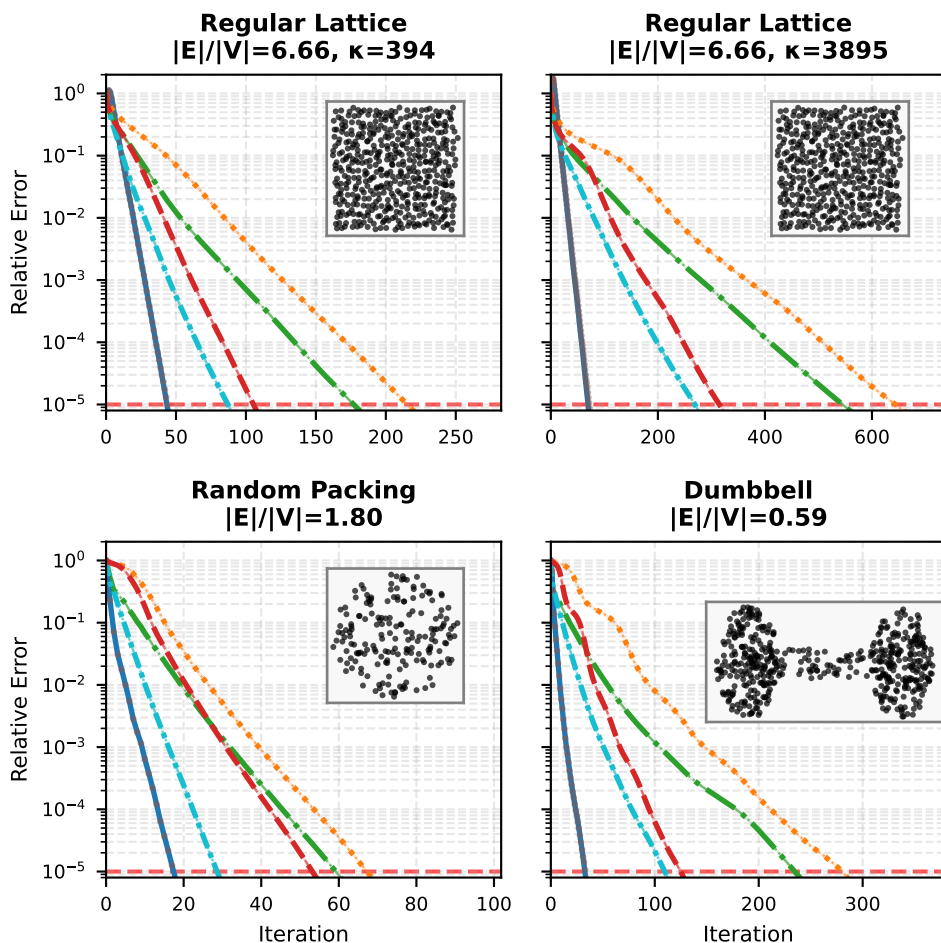 Regular Lattice
|E|/|V|=6.66, κ=394
Regular Lattice
|E|/|V|=6.66, κ=3895
Relative Error
10⁰
10⁻¹
10⁻²
10⁻³
10⁻⁴
10⁻⁵
0 50 100 150 200 250
0 200 400 600
Random Packing
|E|/|V|=1.80
Dumbbell
|E|/|V|=0.59
Relative Error
10⁰
10⁻¹
10⁻²
10⁻³
10⁻⁴
10⁻⁵
0 20 40 60 80 100
Iteration
0 100 200 300
Iteration